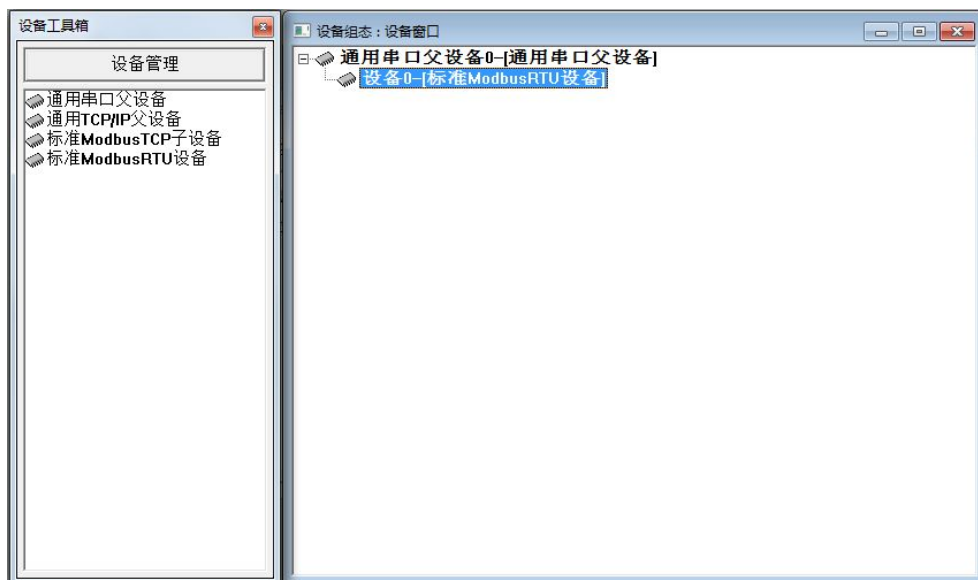 设备工具箱
设备管理
通用串口父设备
通用TCP/IP父设备
标准ModbusTCP子设备
标准ModbusRTU设备
设备组态：设备窗口
通用串口父设备0-[通用串口父设备]
设备0-[标准ModbusRTU设备]